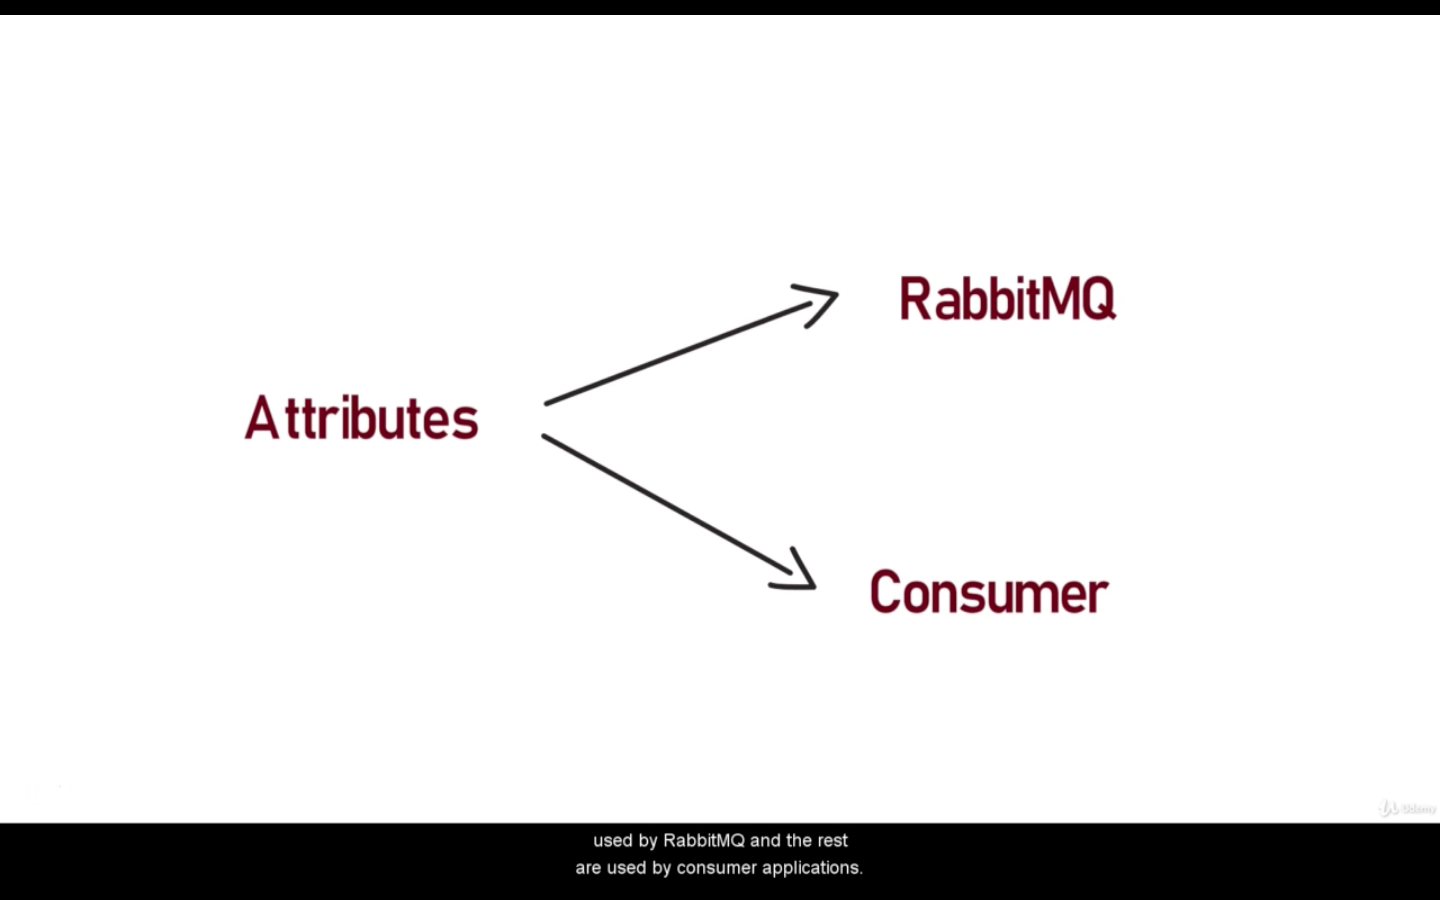 RabbitMQ
Attributes
Consumer
Udemy
used by RabbitMQ and the rest
are used by consumer applications.